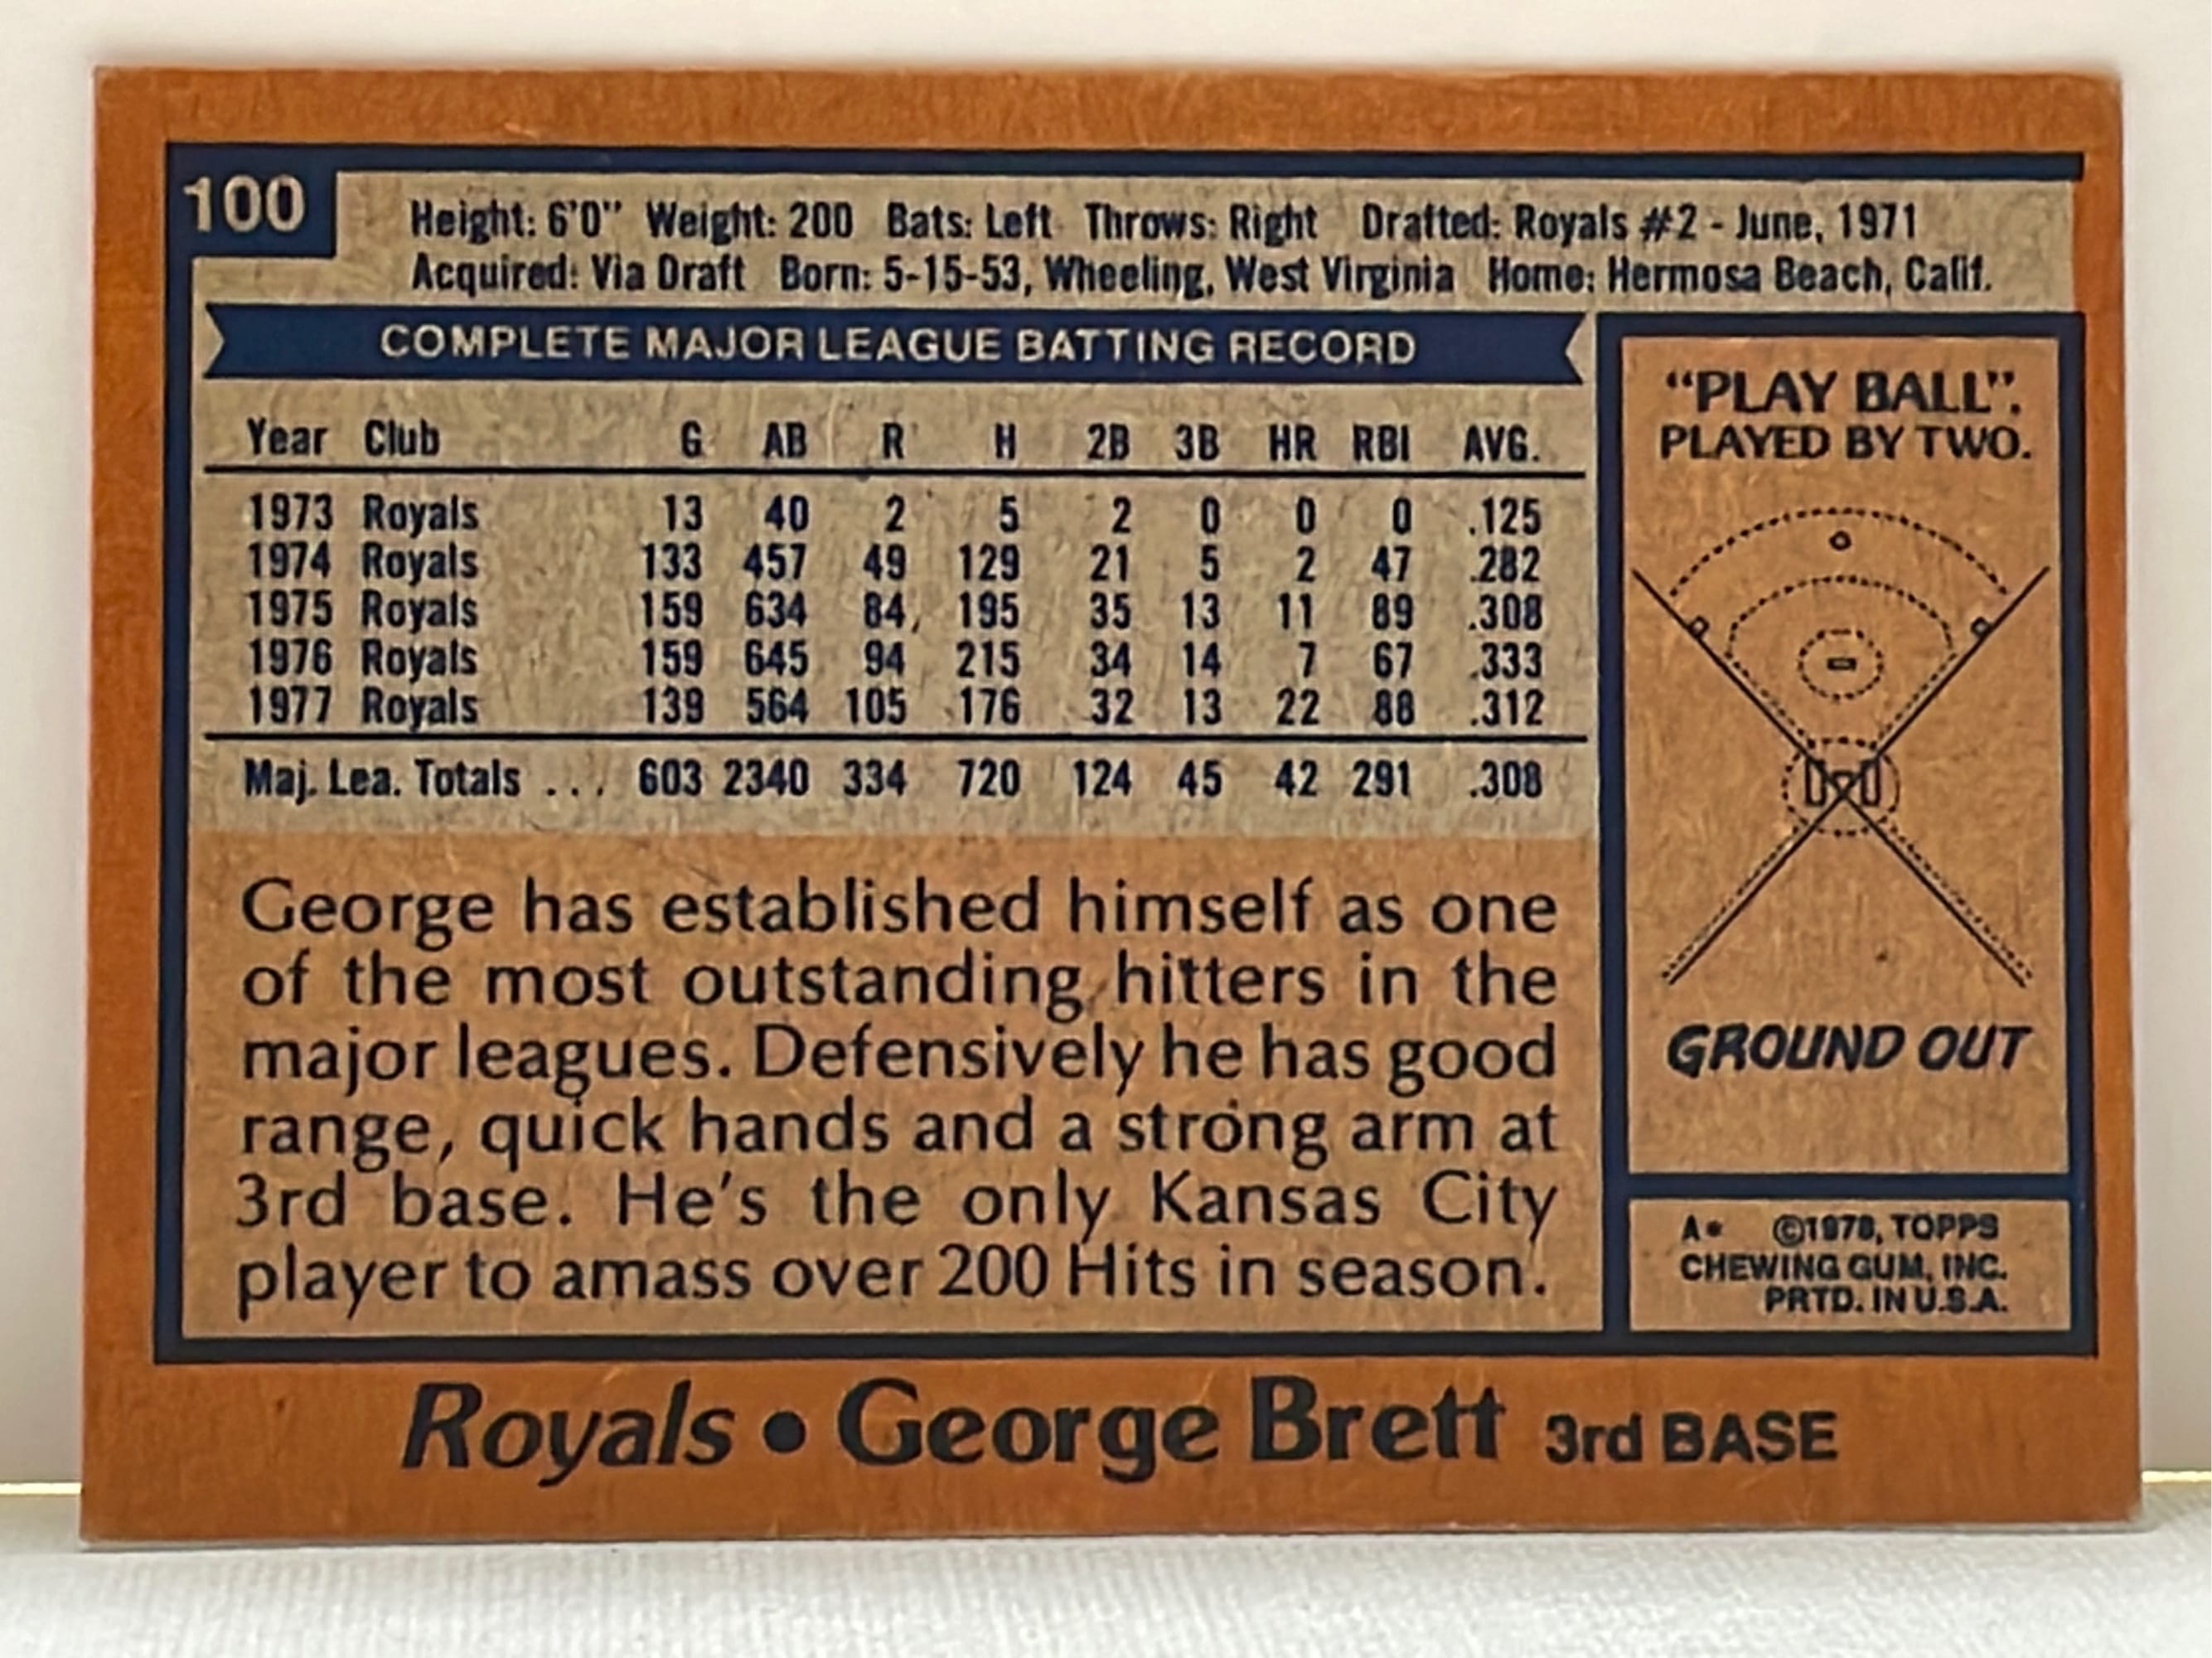 100
Height: 6'0" Weight: 200 Bats: Left Throws: Right Drafted: Royals #2 - June, 1971
Acquired: Via Draft Born: 5-15-53, Wheeling, West Virginia Home: Hermosa Beach, Calif.
COMPLETE MAJOR LEAGUE BATTING RECORD
Year Club G AB R H 2B 3B HR RBI AVG.
1973 Royals 13 40 2 5 2 0 0 0 .125
1974 Royals 133 457 49 129 21 5 2 47 .282
1975 Royals 159 634 84 195 35 13 11 89 .308
1976 Royals 159 645 94 215 34 14 7 67 .333
1977 Royals 139 564 105 176 32 13 22 88 .312
Maj. Lea. Totals ... 603 2340 334 720 124 45 42 291 .308
George has established himself as one
of the most outstanding hitters in the
major leagues. Defensively he has good
range, quick hands and a strong arm at
3rd base. He's the only Kansas City
player to amass over 200 Hits in season.
"PLAY BALL".
PLAYED BY TWO.
GROUND OUT
A* ©1978, TOPPS
CHEWING GUM, INC.
PRTD. IN U.S.A.
Royals • George Brett 3rd BASE